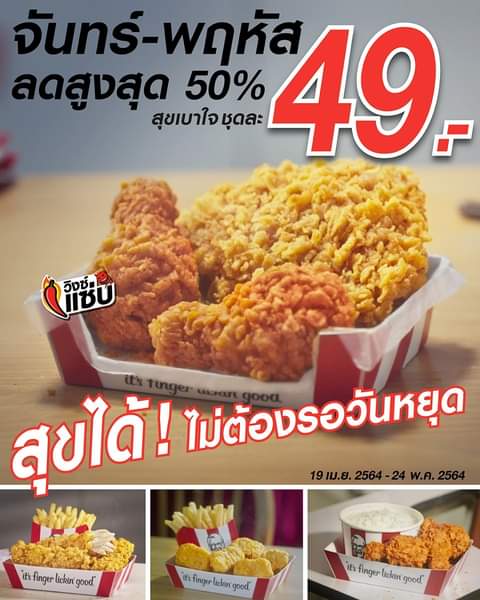 จันทร์-พฤหัส
ลดสูงสุด 50%
สุขเบาใจ ชุดละ
49.-
วิงซ์
แซ่บ
it's finger lickin' good
สุขได้! ไม่ต้องรอวันหยุด
19 เม.ย. 2564 - 24 พ.ค. 2564
"it's finger lickin' good"
"it's finger lickin' good"
KFC
"it's finger lickin' good"